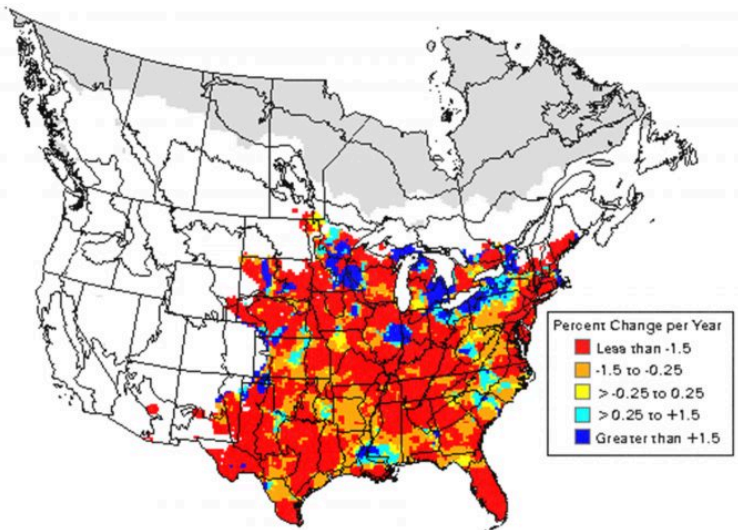 Percent Change per Year
Less than -1.5
-1.5 to -0.25
> -0.25 to 0.25
> 0.25 to +1.5
Greater than +1.5